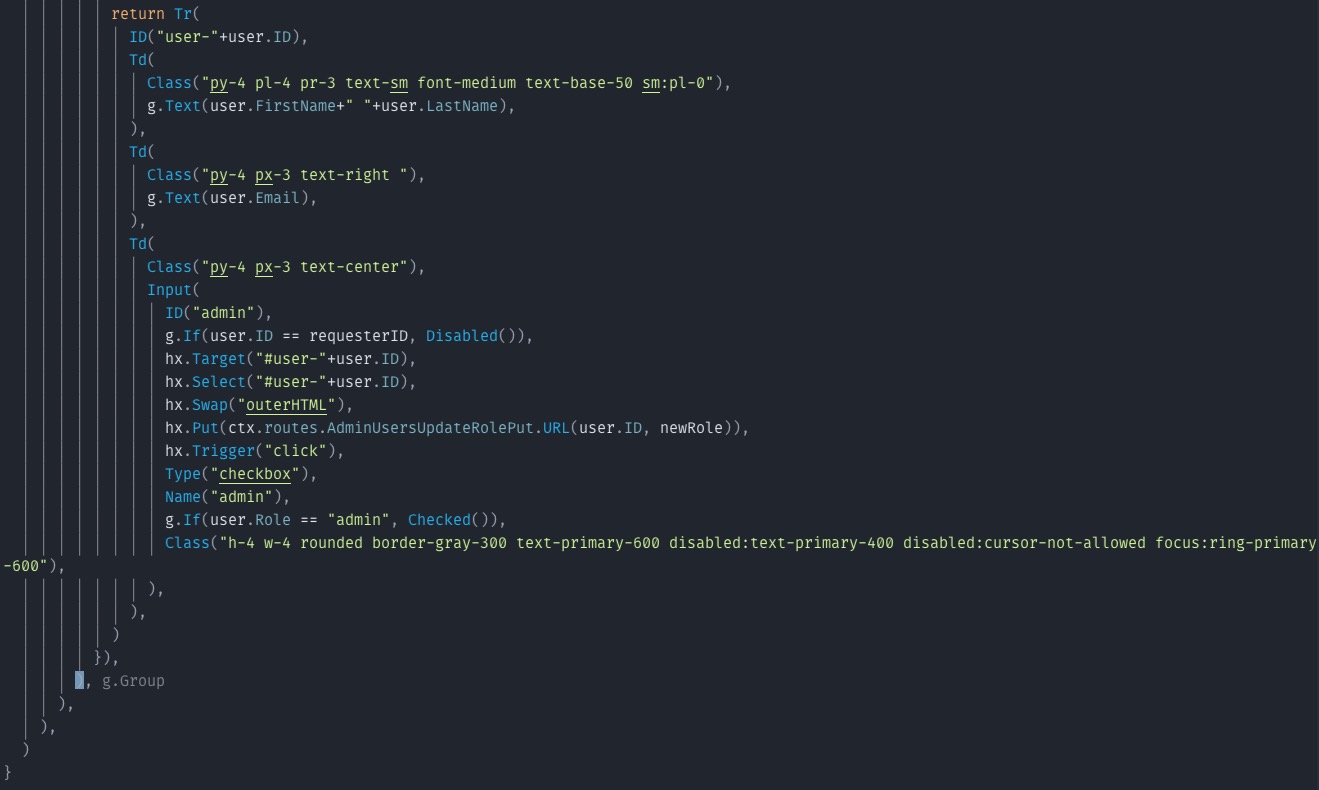 return Tr(
ID("user-"+user.ID),
Td(
Class("py-4 pl-4 pr-3 text-sm font-medium text-base-50 sm:pl-0"),
g.Text(user.FirstName+" "+user.LastName),
),
Td(
Class("py-4 px-3 text-right "),
g.Text(user.Email),
),
Td(
Class("py-4 px-3 text-center"),
Input(
ID("admin"),
g.If(user.ID == requesterID, Disabled()),
hx.Target("#user-"+user.ID),
hx.Select("#user-"+user.ID),
hx.Swap("outerHTML"),
hx.Put(ctx.routes.AdminUsersUpdateRolePut.URL(user.ID, newRole)),
hx.Trigger("click"),
Type("checkbox"),
Name("admin"),
g.If(user.Role == "admin", Checked()),
Class("h-4 w-4 rounded border-gray-300 text-primary-600 disabled:text-primary-400 disabled:cursor-not-allowed focus:ring-primary
-600"),
),
),
)
}),
), g.Group
),
),
)
}